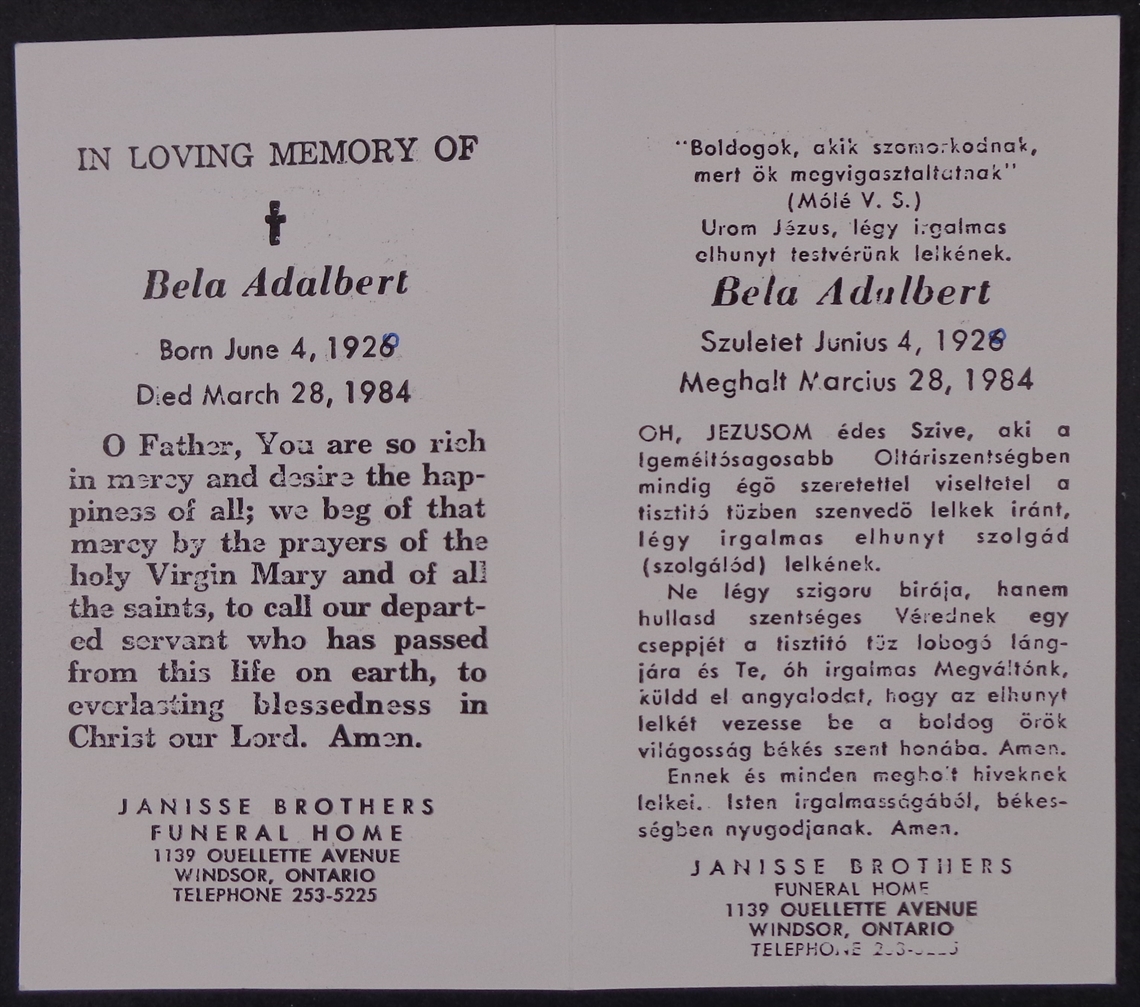 IN LOVING MEMORY OF
Bela Adalbert
Born June 4, 1928
Died March 28, 1984
O Father, You are so rich
in mercy and desire the hap-
piness of all; we beg of that
mercy by the prayers of the
holy Virgin Mary and of all
the saints, to call our depart-
ed servant who has passed
from this life on earth, to
everlasting blessedness in
Christ our Lord. Amen.
JANISSE BROTHERS
FUNERAL HOME
1139 OUELLETTE AVENUE
WINDSOR, ONTARIO
TELEPHONE 253-5225
"Boldogok, akik szomorkodnak,
mert ök megvigasztaltatnak"
(Mólé V. S.)
Urom Jézus, légy irgalmas
elhunyt testvérünk lelkének.
Bela Adalbert
Szuletet Junius 4, 1928
Meghalt Marcius 28, 1984
OH, JEZUSOM édes Szive, aki a
lgeméltósagosabb Oltáriszentségben
mindig égö szeretettel viseltetel a
tisztitó tüzben szenvedö lelkek iránt,
légy irgalmas elhunyt szolgád
(szolgálód) lelkének.
Ne légy szigoru birája, hanem
hullasd szentséges Vérednek egy
cseppjét a tisztitó tüz lobogó láng-
jára és Te, óh irgalmas Megváltónk,
küldd el angyalodat, hogy az elhunyt
lelkét vezesse be a boldog örök
világosság békés szent honába. Amen.
Ennek és minden megholt hiveknek
lelkei. Isten irgalmasságából, békes-
ségben nyugodjanak. Amen.
JANISSE BROTHERS
FUNERAL HOME
1139 OUELLETTE AVENUE
WINDSOR, ONTARIO
TELEPHONE